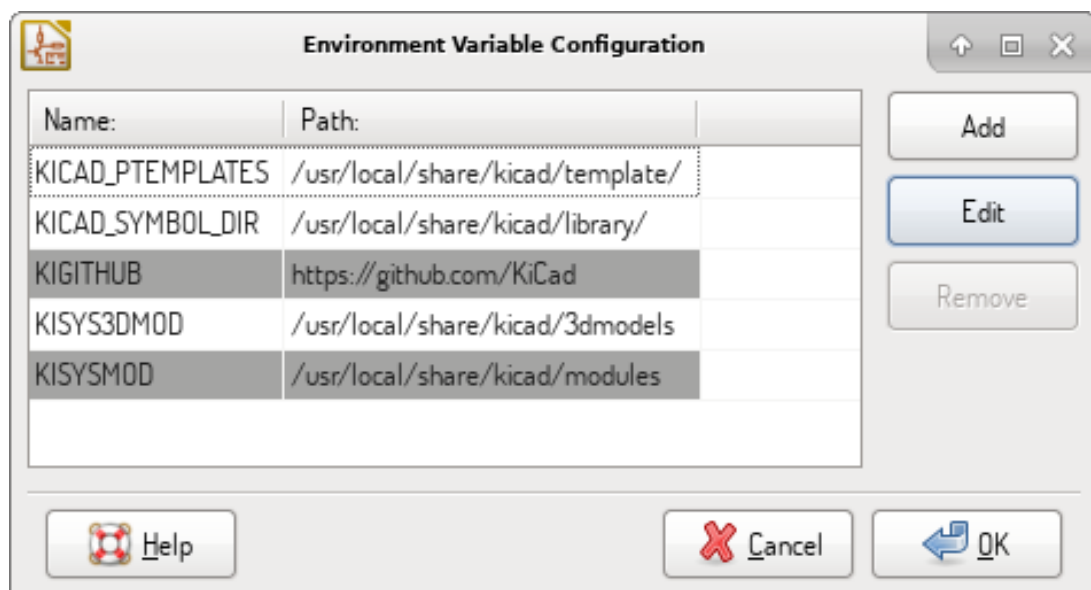 Environment Variable Configuration
Name: Path:
KICAD_PTEMPLATES /usr/local/share/kicad/template/
KICAD_SYMBOL_DIR /usr/local/share/kicad/library/
KIGITHUB https://github.com/KiCad
KISYS3DMOD /usr/local/share/kicad/3dmodels
KISYSMOD /usr/local/share/kicad/modules
Add
Edit
Remove
Help Cancel OK